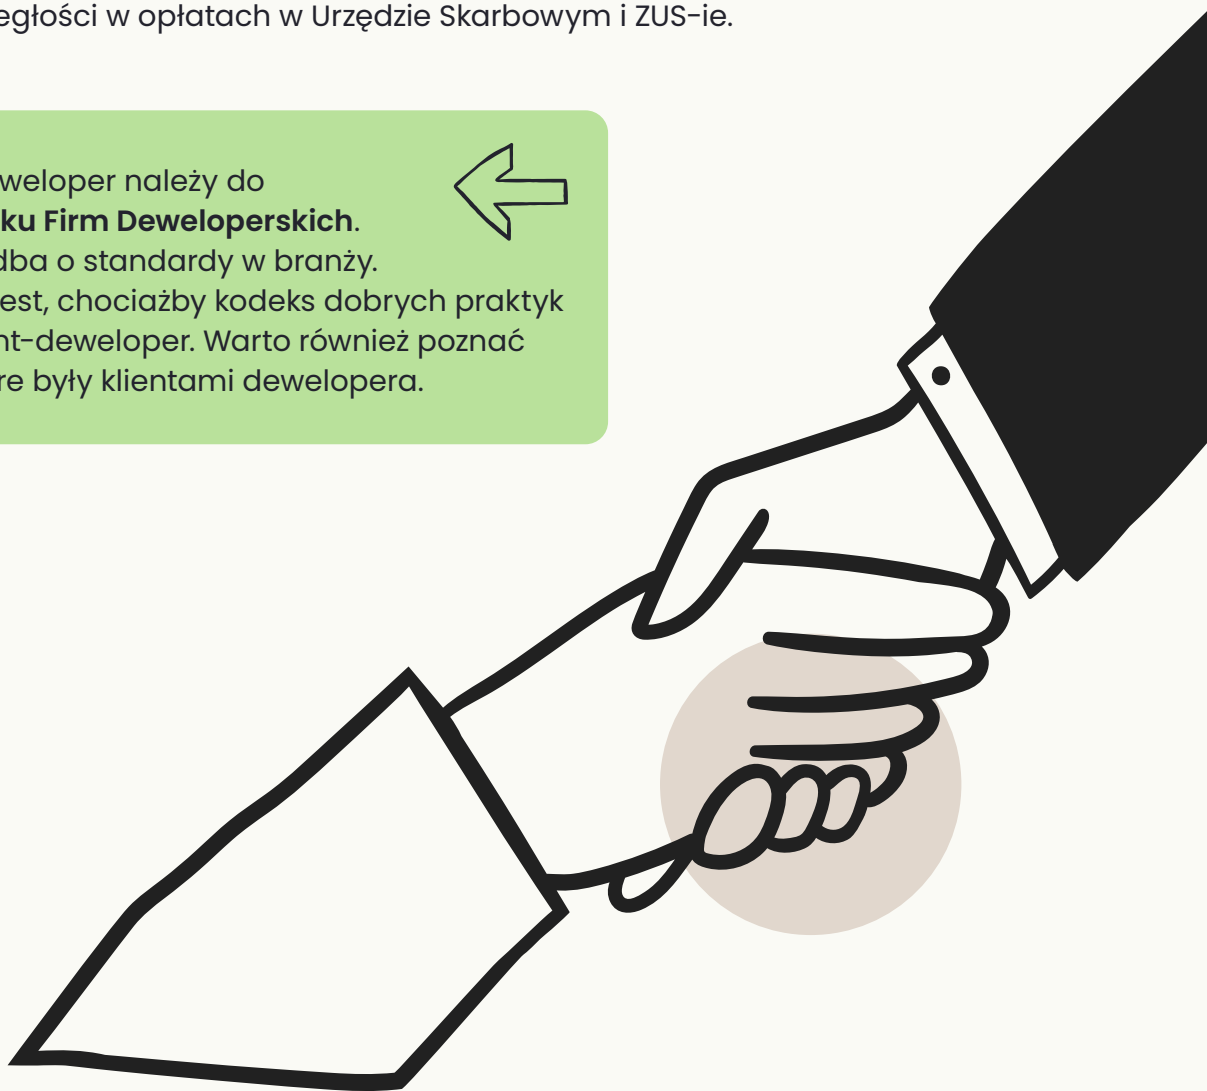 egłości w opłatach w Urzędzie Skarbowym i ZUS-ie.
weloper należy do
ku Firm Deweloperskich.
dba o standardy w branży.
est, chociażby kodeks dobrych praktyk
nt-deweloper. Warto również poznać
re były klientami dewelopera.